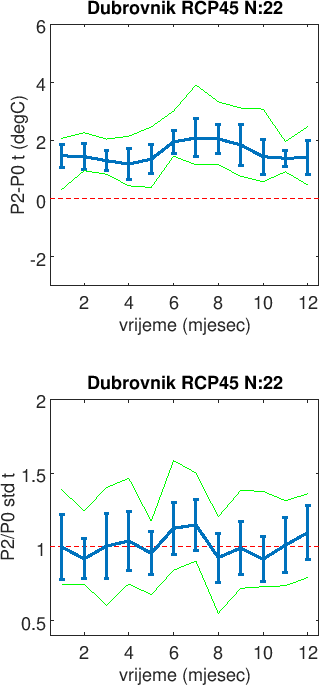 Dubrovnik RCP45 N:22
P2-P0 t (degC)
6
4
2
0
-2
2 4 6 8 10 12
vrijeme (mjesec)
Dubrovnik RCP45 N:22
P2/P0 std t
2
1.5
1
0.5
2 4 6 8 10 12
vrijeme (mjesec)